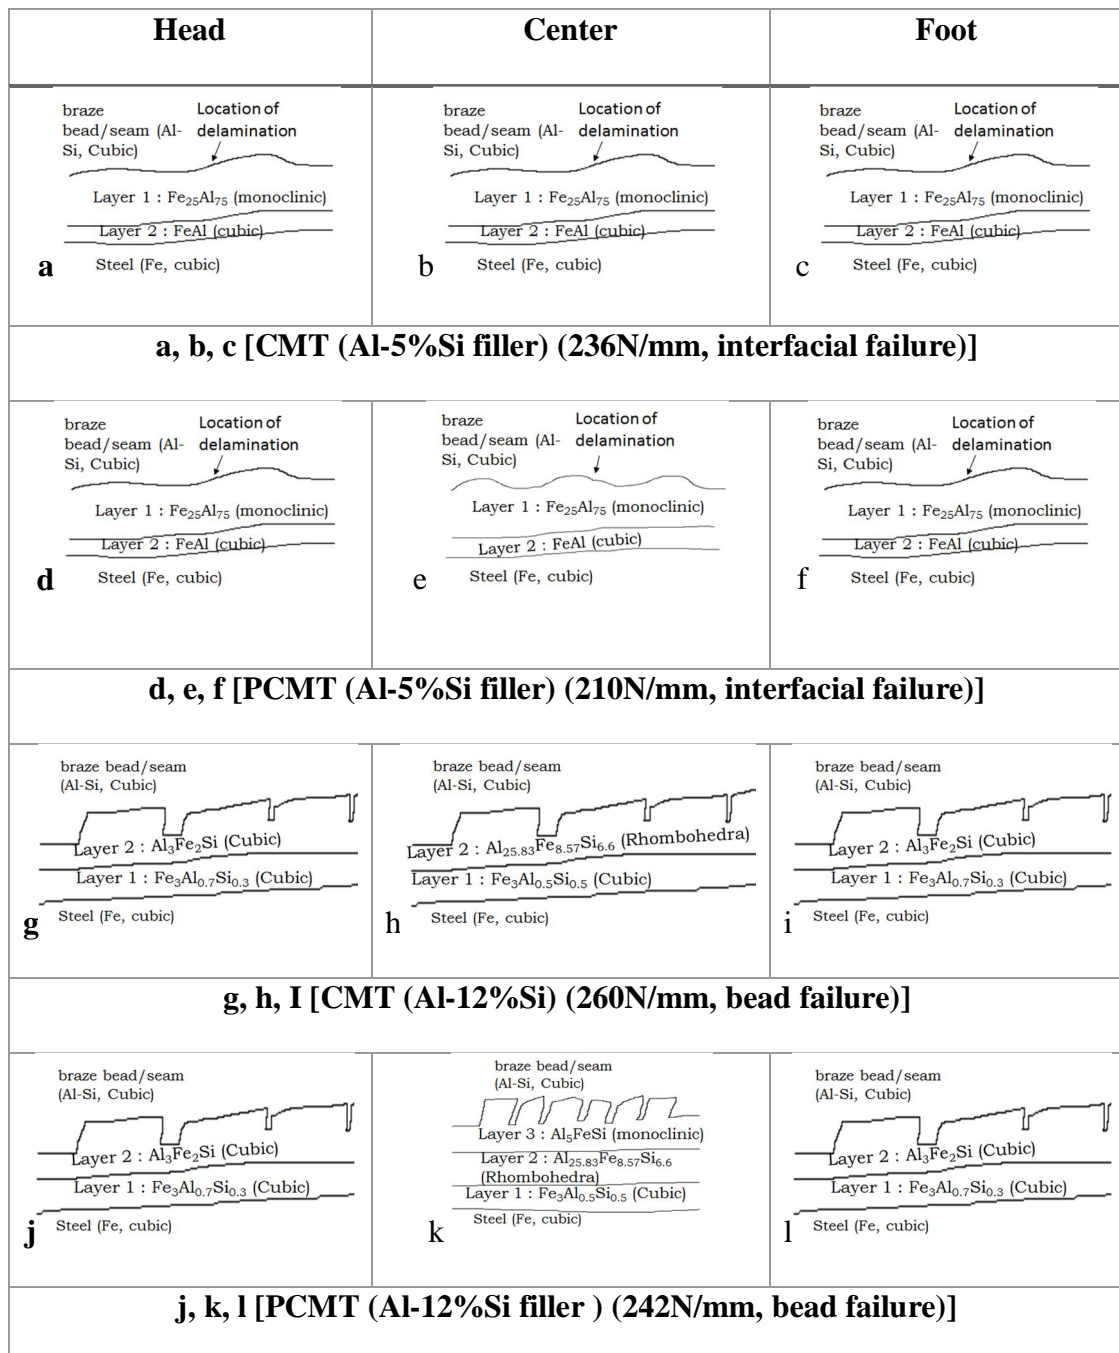 Head
Center
Foot
braze
bead/seam (Al-
Si, Cubic)
Location of
delamination
Layer 1 : Fe₂₅Al₇₅ (monoclinic)
Layer 2 : FeAl (cubic)
Steel (Fe, cubic)
a
braze
bead/seam (Al-
Si, Cubic)
Location of
delamination
Layer 1 : Fe₂₅Al₇₅ (monoclinic)
Layer 2 : FeAl (cubic)
Steel (Fe, cubic)
b
braze
bead/seam (Al-
Si, Cubic)
Location of
delamination
Layer 1 : Fe₂₅Al₇₅ (monoclinic)
Layer 2 : FeAl (cubic)
Steel (Fe, cubic)
c
a, b, c [CMT (Al-5%Si filler) (236N/mm, interfacial failure)]
braze
bead/seam (Al-
Si, Cubic)
Location of
delamination
Layer 1 : Fe₂₅Al₇₅ (monoclinic)
Layer 2 : FeAl (cubic)
Steel (Fe, cubic)
d
braze
bead/seam (Al-
Si, Cubic)
Location of
delamination
Layer 1 : Fe₂₅Al₇₅ (monoclinic)
Layer 2 : FeAl (cubic)
Steel (Fe, cubic)
e
braze
bead/seam (Al-
Si, Cubic)
Location of
delamination
Layer 1 : Fe₂₅Al₇₅ (monoclinic)
Layer 2 : FeAl (cubic)
Steel (Fe, cubic)
f
d, e, f [PCMT (Al-5%Si filler) (210N/mm, interfacial failure)]
braze bead/seam
(Al-Si, Cubic)
Layer 2 : Al₃Fe₂Si (Cubic)
Layer 1 : Fe₃Al₀.₇Si₀.₃ (Cubic)
Steel (Fe, cubic)
g
braze bead/seam
(Al-Si, Cubic)
Layer 2 : Al₂₅.₈₃Fe₈.₅₇Si₆.₆ (Rhombohedra)
Layer 1 : Fe₃Al₀.₅Si₀.₅ (Cubic)
Steel (Fe, cubic)
h
braze bead/seam
(Al-Si, Cubic)
Layer 2 : Al₃Fe₂Si (Cubic)
Layer 1 : Fe₃Al₀.₇Si₀.₃ (Cubic)
Steel (Fe, cubic)
i
g, h, I [CMT (Al-12%Si) (260N/mm, bead failure)]
braze bead/seam
(Al-Si, Cubic)
Layer 2 : Al₃Fe₂Si (Cubic)
Layer 1 : Fe₃Al₀.₇Si₀.₃ (Cubic)
Steel (Fe, cubic)
j
braze bead/seam
(Al-Si, Cubic)
Layer 3 : Al₅FeSi (monoclinic)
Layer 2 : Al₂₅.₈₃Fe₈.₅₇Si₆.₆
(Rhombohedra)
Layer 1 : Fe₃Al₀.₅Si₀.₅ (Cubic)
Steel (Fe, cubic)
k
braze bead/seam
(Al-Si, Cubic)
Layer 2 : Al₃Fe₂Si (Cubic)
Layer 1 : Fe₃Al₀.₇Si₀.₃ (Cubic)
Steel (Fe, cubic)
l
j, k, l [PCMT (Al-12%Si filler ) (242N/mm, bead failure)]